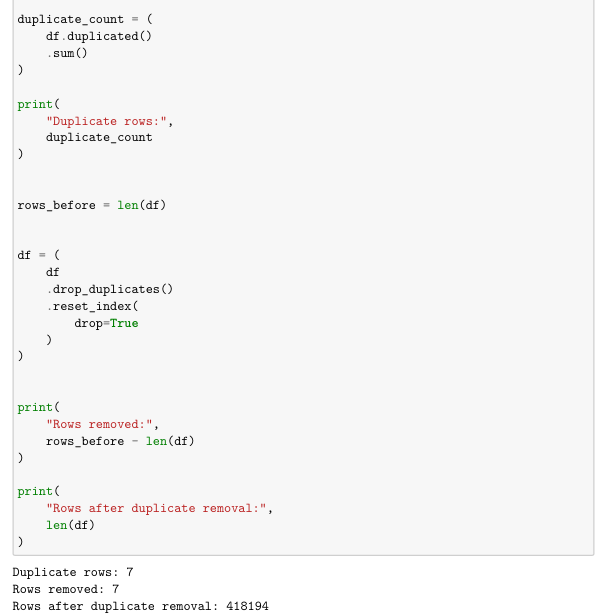 duplicate_count = (
    df.duplicated()
    .sum()
)

print(
    "Duplicate rows:",
    duplicate_count
)

rows_before = len(df)

df = (
    df
    .drop_duplicates()
    .reset_index(
        drop=True
    )
)

print(
    "Rows removed:",
    rows_before - len(df)
)

print(
    "Rows after duplicate removal:",
    len(df)
)
Duplicate rows: 7
Rows removed: 7
Rows after duplicate removal: 418194